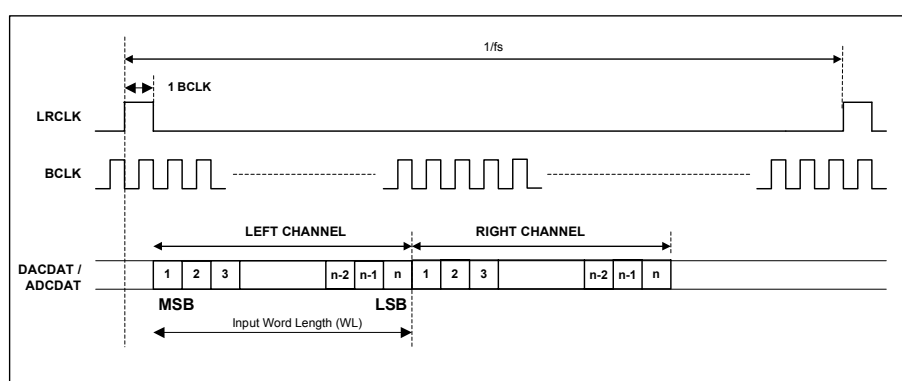 1/fs
1 BCLK
LRCLK
BCLK
LEFT CHANNEL
RIGHT CHANNEL
DACDAT /
ADCDAT
1 2 3 n-2 n-1 n 1 2 3 n-2 n-1 n
MSB
LSB
Input Word Length (WL)